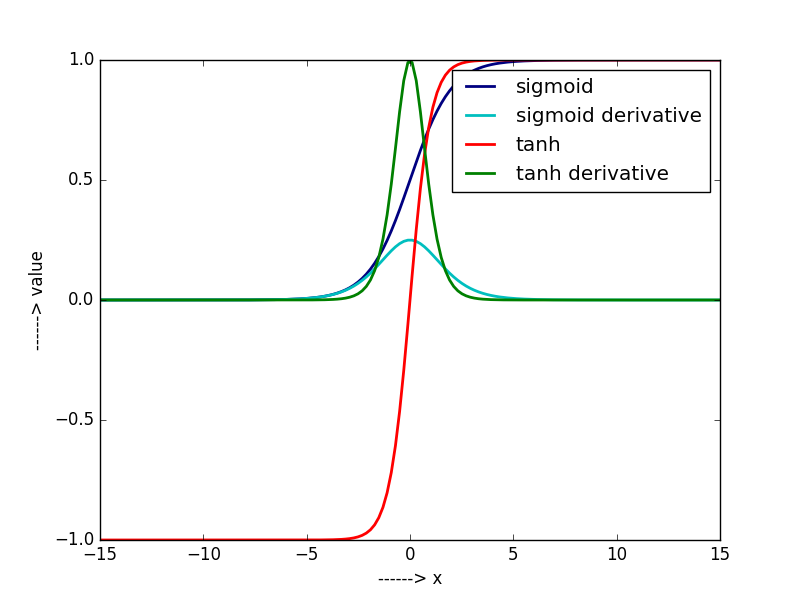 1.0
0.5
0.0
−0.5
−1.0
------> value
sigmoid
sigmoid derivative
tanh
tanh derivative
−15 −10 −5 0 5 10 15
------> x